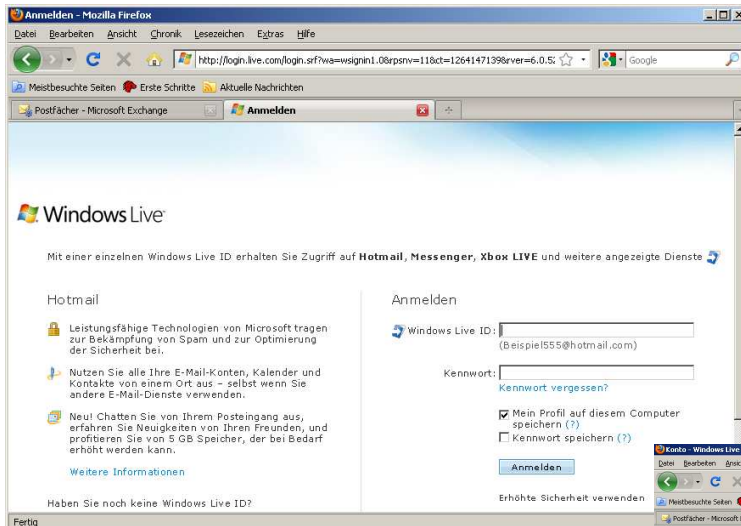 Anmelden - Mozilla Firefox
Datei Bearbeiten Ansicht Chronik Lesezeichen Extras Hilfe
http://login.live.com/login.srf?wa=wsignin1.0&rpsnv=11&ct=1264147139&rver=6.0.5
Google
Meistbesuchte Seiten Erste Schritte Aktuelle Nachrichten
Postfächer - Microsoft Exchange Anmelden
Windows Live
Mit einer einzelnen Windows Live ID erhalten Sie Zugriff auf Hotmail, Messenger, Xbox LIVE und weitere angezeigte Dienste
Hotmail
Leistungsfähige Technologien von Microsoft tragen
zur Bekämpfung von Spam und zur Optimierung
der Sicherheit bei.
Nutzen Sie alle Ihre E-Mail-Konten, Kalender und
Kontakte von einem Ort aus – selbst wenn Sie
andere E-Mail-Dienste verwenden.
Neu! Chatten Sie von Ihrem Posteingang aus,
erfahren Sie Neuigkeiten von Ihren Freunden, und
profitieren Sie von 5 GB Speicher, der bei Bedarf
erhöht werden kann.
Weitere Informationen
Haben Sie noch keine Windows Live ID?
Anmelden
Windows Live ID:
(Beispiel555@hotmail.com)
Kennwort:
Kennwort vergessen?
Mein Profil auf diesem Computer
speichern (?)
Kennwort speichern (?)
Anmelden
Erhöhte Sicherheit verwenden
Konto - Windows Live
Datei Bearbeiten
Meistbesuchte Seiten
Postfächer - Microsoft
Fertig